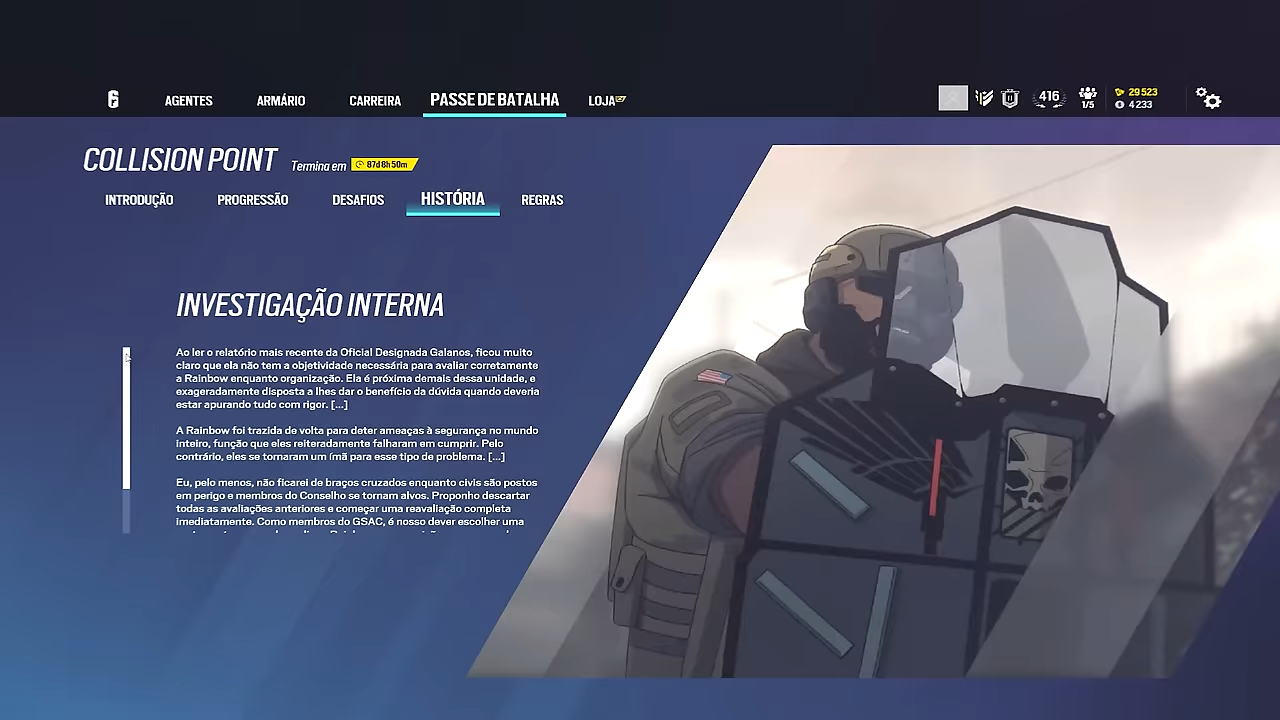 AGENTES
ARMÁRIO
CARREIRA
PASSE DE BATALHA
LOJA
416
1/5
29 523
4 233
COLLISION POINT
Termina em
87d 8h 50m
INTRODUÇÃO
PROGRESSÃO
DESAFIOS
HISTÓRIA
REGRAS
INVESTIGAÇÃO INTERNA
Ao ler o relatório mais recente da Oficial Designada Galanos, ficou muito
claro que ela não tem a objetividade necessária para avaliar corretamente
a Rainbow enquanto organização. Ela é próxima demais dessa unidade, e
exageradamente disposta a lhes dar o benefício da dúvida quando deveria
estar apurando tudo com rigor. [...]
A Rainbow foi trazida de volta para deter ameaças à segurança no mundo
inteiro, função que eles reiteradamente falharam em cumprir. Pelo
contrário, eles se tornaram um ímã para esse tipo de problema. [...]
Eu, pelo menos, não ficarei de braços cruzados enquanto civis são postos
em perigo e membros do Conselho se tornam alvos. Proponho descartar
todas as avaliações anteriores e começar uma reavaliação completa
imediatamente. Como membros do GSAC, é nosso dever escolher uma